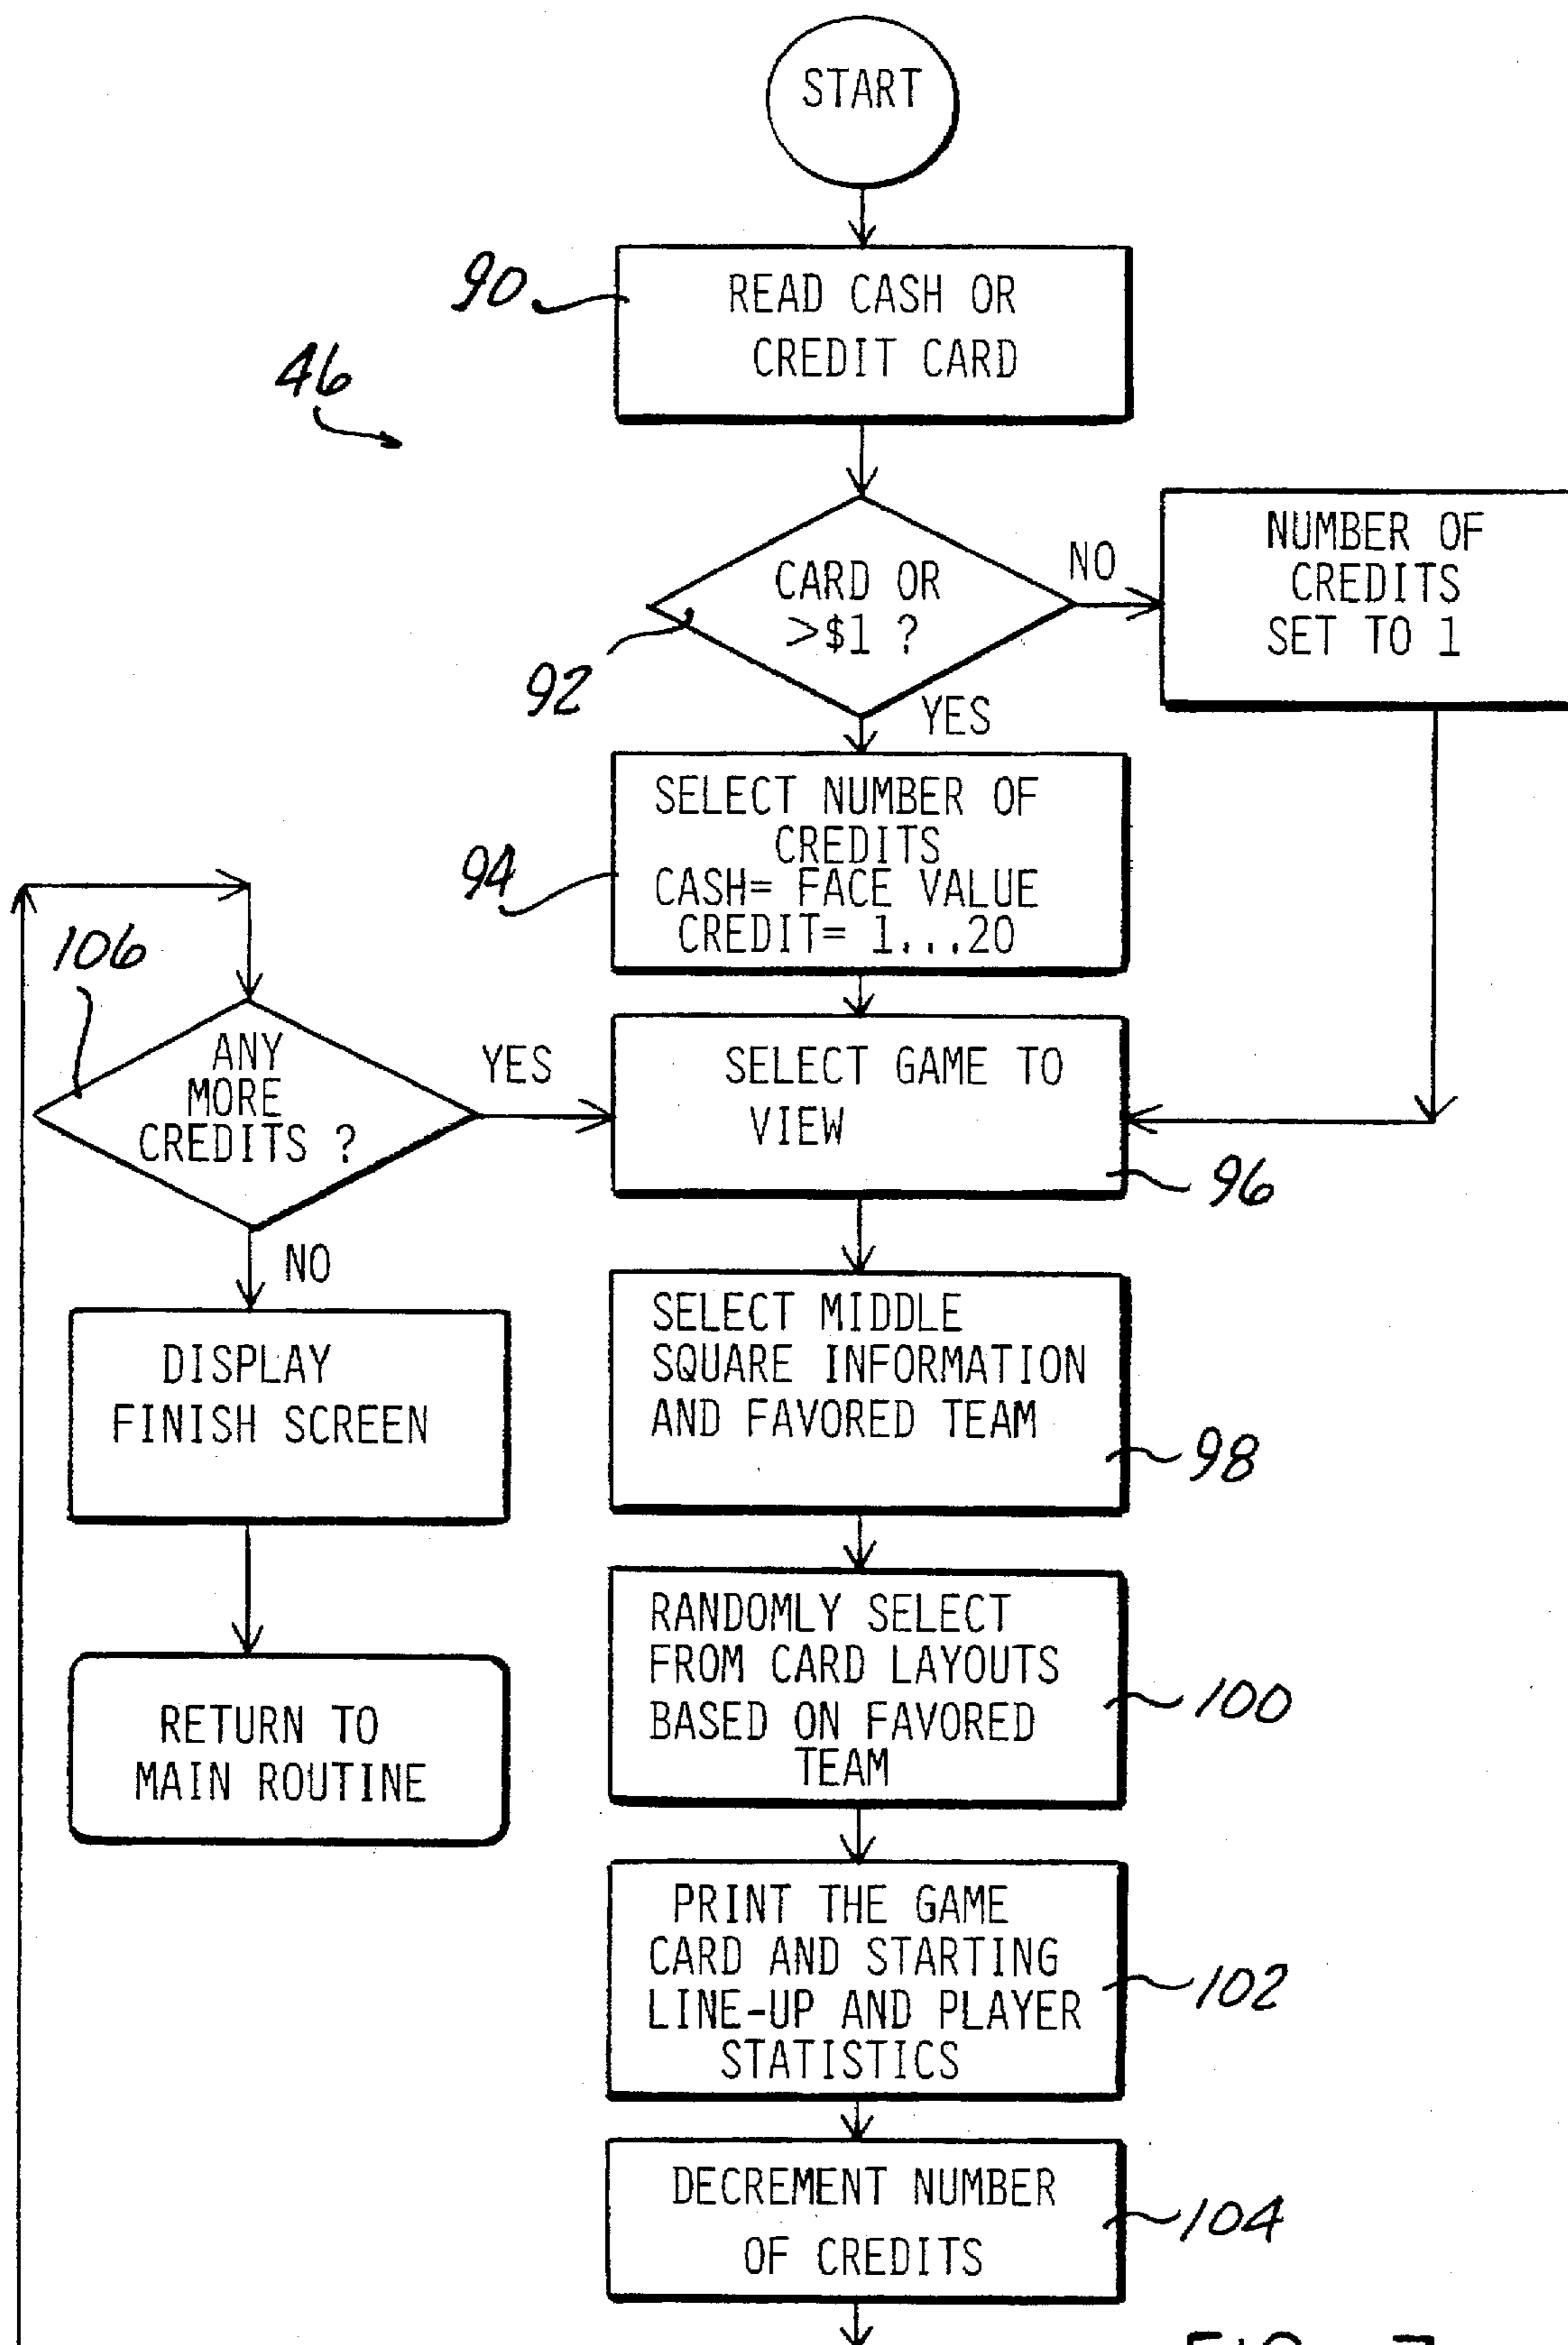 START
90
READ CASH OR
CREDIT CARD
46
CARD OR
>$1 ?
92
NO
NUMBER OF
CREDITS
SET TO 1
YES
SELECT NUMBER OF
CREDITS
CASH= FACE VALUE
CREDIT= 1...20
94
106
ANY
MORE
CREDITS ?
YES
SELECT GAME TO
VIEW
96
NO
DISPLAY
FINISH SCREEN
SELECT MIDDLE
SQUARE INFORMATION
AND FAVORED TEAM
98
RETURN TO
MAIN ROUTINE
RANDOMLY SELECT
FROM CARD LAYOUTS
BASED ON FAVORED
TEAM
100
PRINT THE GAME
CARD AND STARTING
LINE-UP AND PLAYER
STATISTICS
102
DECREMENT NUMBER
OF CREDITS
104